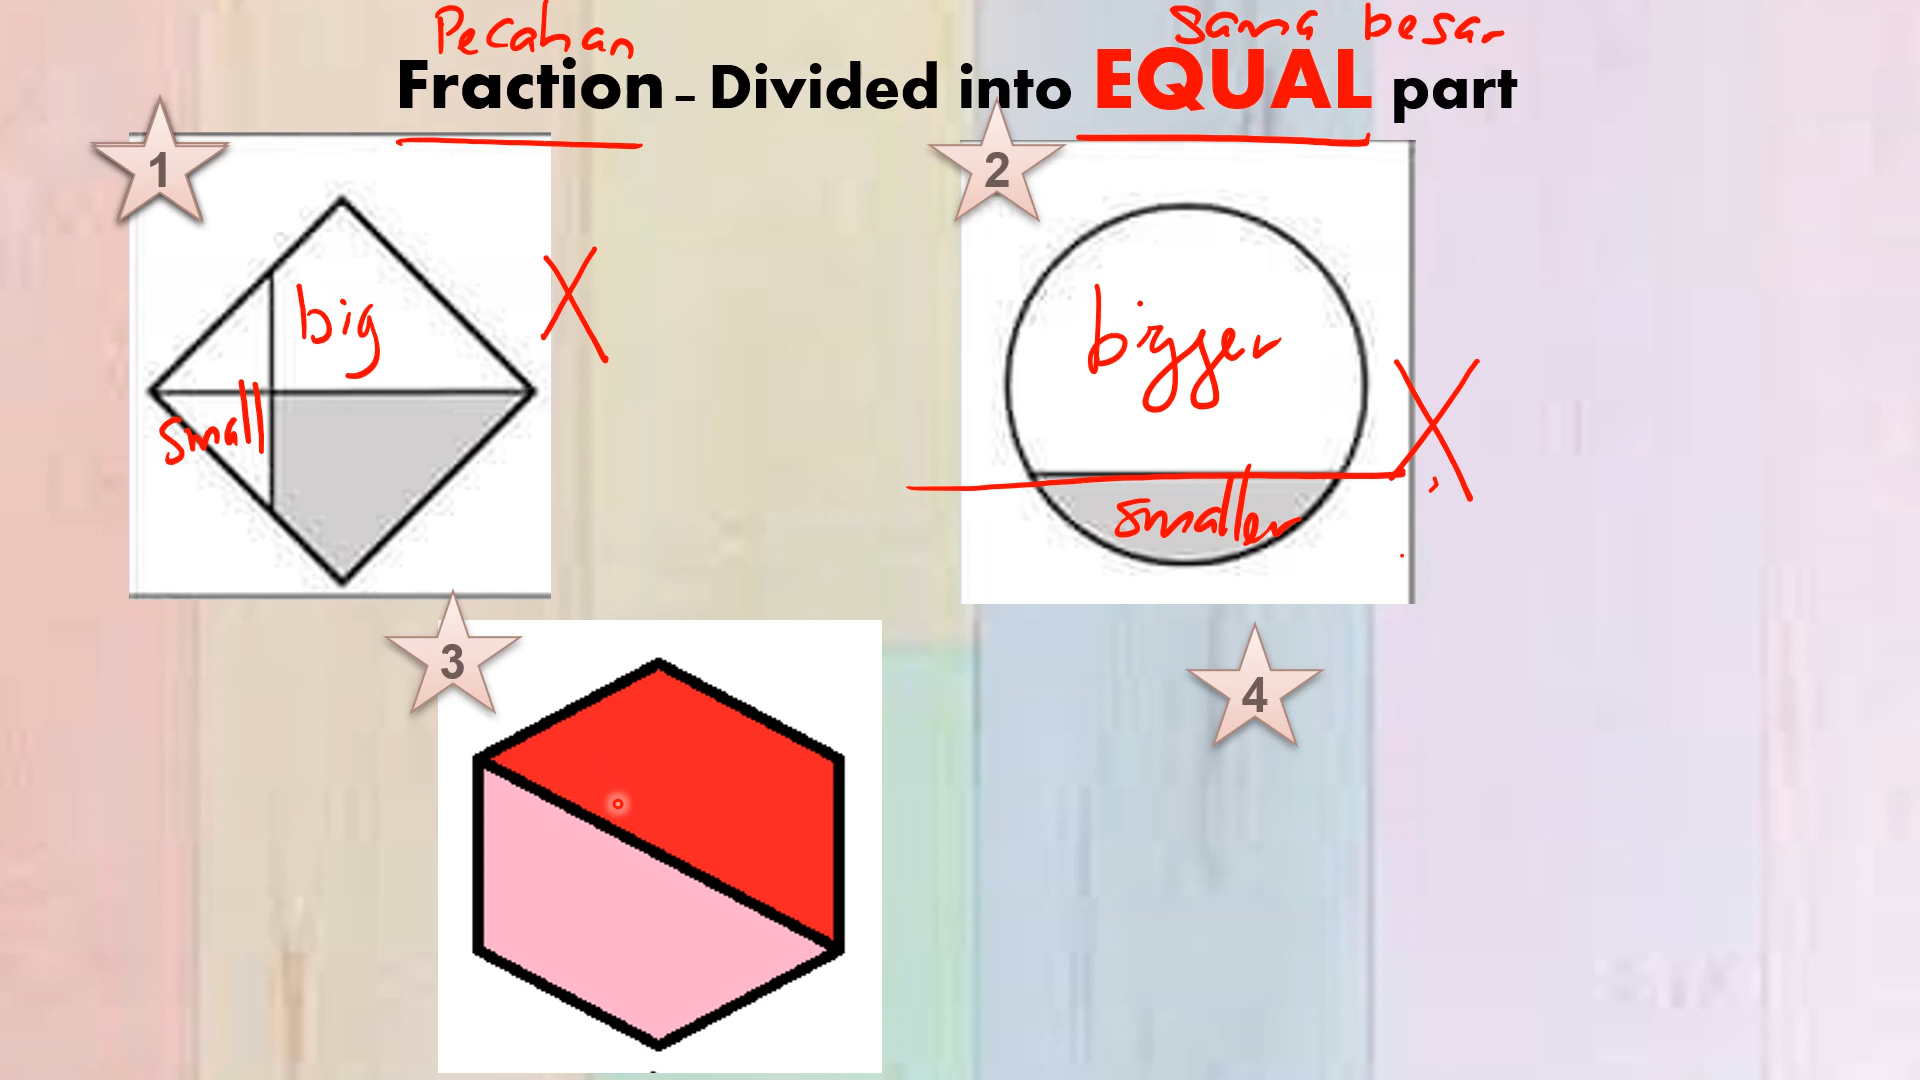 Pecahan
sama besar
Fraction - Divided into EQUAL part
1
2
big
small
bigger
smaller
3
4